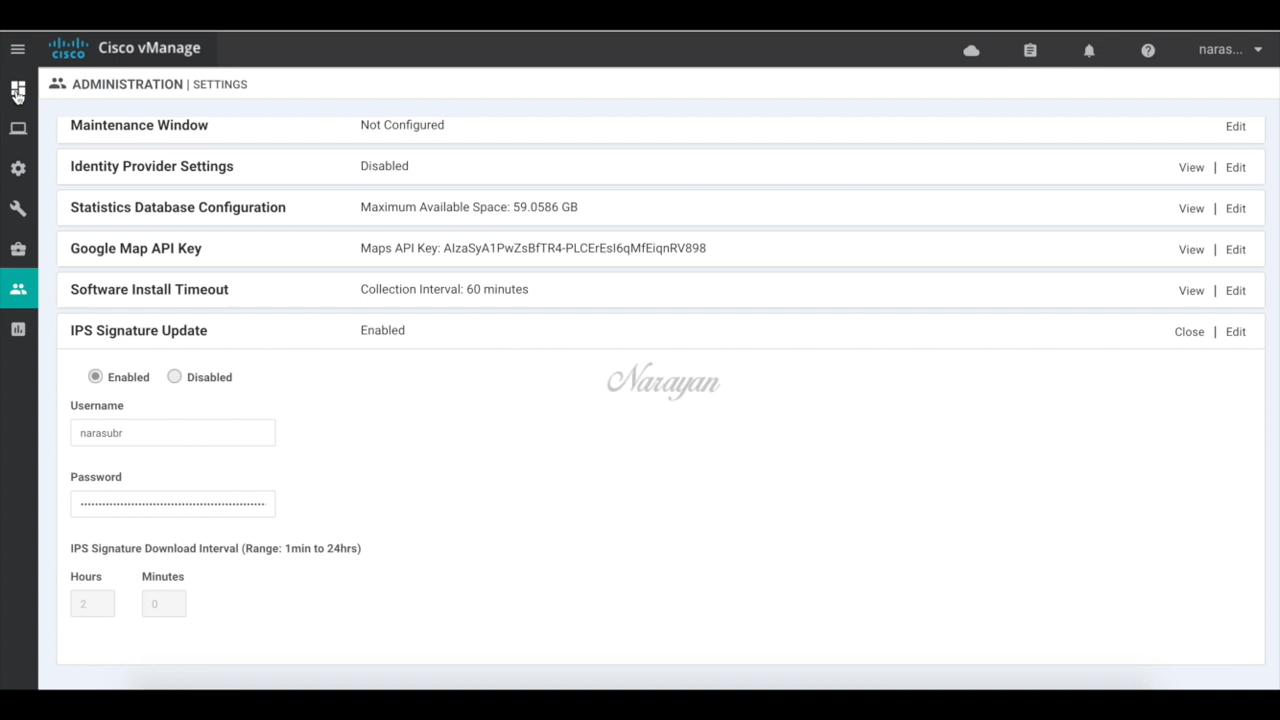 cisco Cisco vManage naras...
ADMINISTRATION | SETTINGS
Maintenance Window Not Configured Edit
Identity Provider Settings Disabled View | Edit
Statistics Database Configuration Maximum Available Space: 59.0586 GB View | Edit
Google Map API Key Maps API Key: AIzaSyA1PwZsBfTR4-PLCErEsI6qMfEiqnRV898 View | Edit
Software Install Timeout Collection Interval: 60 minutes View | Edit
IPS Signature Update Enabled Close | Edit
Enabled Disabled
Narayan
Username
narasubr
Password
IPS Signature Download Interval (Range: 1min to 24hrs)
Hours Minutes
2 0